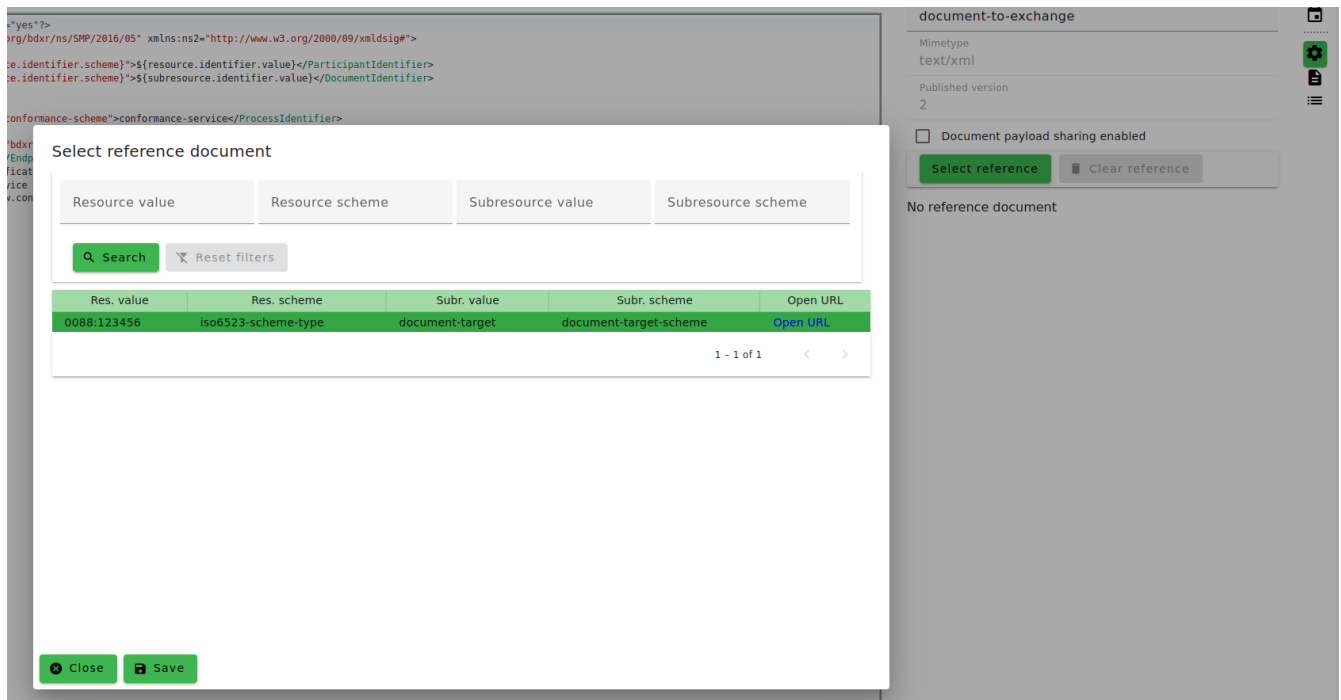 ="yes"?>
org/bdxr/ns/SMP/2016/05" xmlns:ns2="http://www.w3.org/2000/09/xmldsig#">
ce.identifier.scheme}">${resource.identifier.value}</ParticipantIdentifier>
ce.identifier.scheme}">${subresource.identifier.value}</DocumentIdentifier>
conformance-scheme">conformance-service</ProcessIdentifier>
"bdxr
/Endp
ficat
vice
w.con
document-to-exchange
Mimetype
text/xml
Published version
2
Document payload sharing enabled
Select reference
Clear reference
No reference document
Select reference document
Resource value Resource scheme Subresource value Subresource scheme
Search Reset filters
Res. value Res. scheme Subr. value Subr. scheme Open URL
0088:123456 iso6523-scheme-type document-target document-target-scheme Open URL
1 – 1 of 1
Close Save